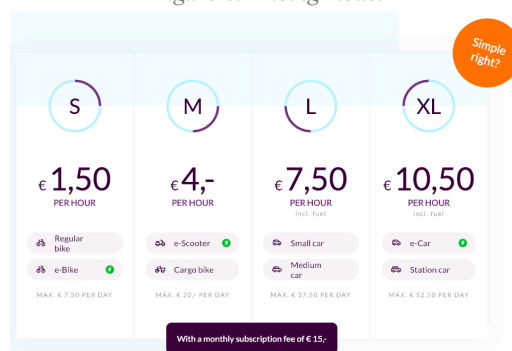 Simple
right?
S
€ 1,50
PER HOUR
Regular
bike
e-Bike
MAX. € 7,50 PER DAY
M
€ 4,-
PER HOUR
e-Scooter
Cargo bike
MAX. € 20,- PER DAY
L
€ 7,50
PER HOUR
incl. fuel
Small car
Medium
car
MAX. € 37,50 PER DAY
XL
€ 10,50
PER HOUR
incl. fuel
e-Car
Station car
MAX. € 52,50 PER DAY
With a monthly subscription fee of € 15,-